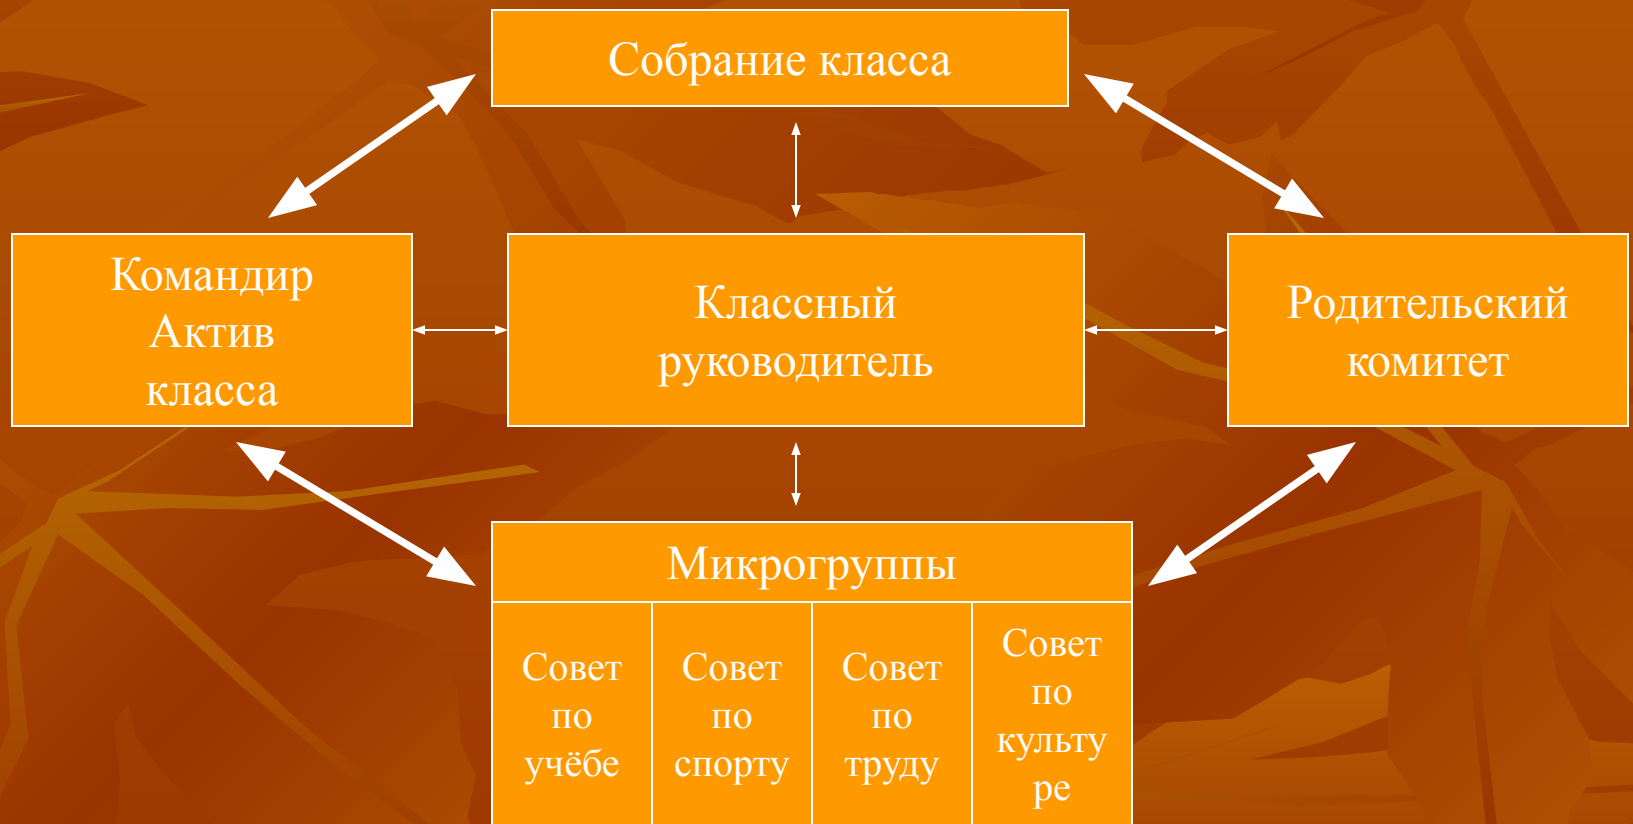 Собрание класса
Командир
Актив
класса
Классный
руководитель
Родительский
комитет
Микрогруппы
Совет
по
учёбе
Совет
по
спорту
Совет
по
труду
Совет
по
культу
ре